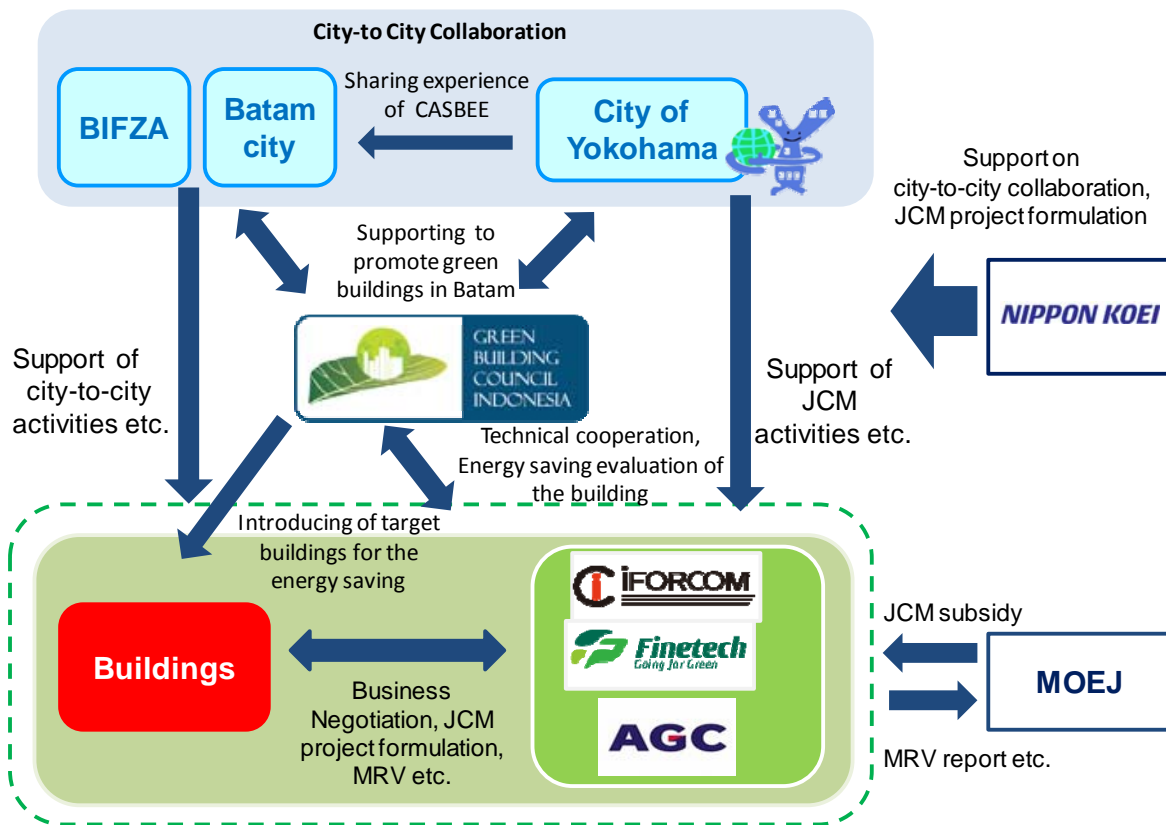 City-to City Collaboration
BIFZA
Batam
city
Sharing experience
of CASBEE
City of
Yokohama
Support on
city-to-city collaboration,
JCM project formulation
NIPPON KOEI
Supporting to
promote green
buildings in Batam
GREEN
BUILDING
COUNCIL
INDONESIA
Support of
city-to-city
activities etc.
Support of
JCM
activities etc.
Technical cooperation,
Energy saving evaluation of
the building
Introducing of target
buildings for the
energy saving
Buildings
Business
Negotiation, JCM
project formulation,
MRV etc.
iFORCOM
Finetech
Going for Green
AGC
JCM subsidy
MOEJ
MRV report etc.